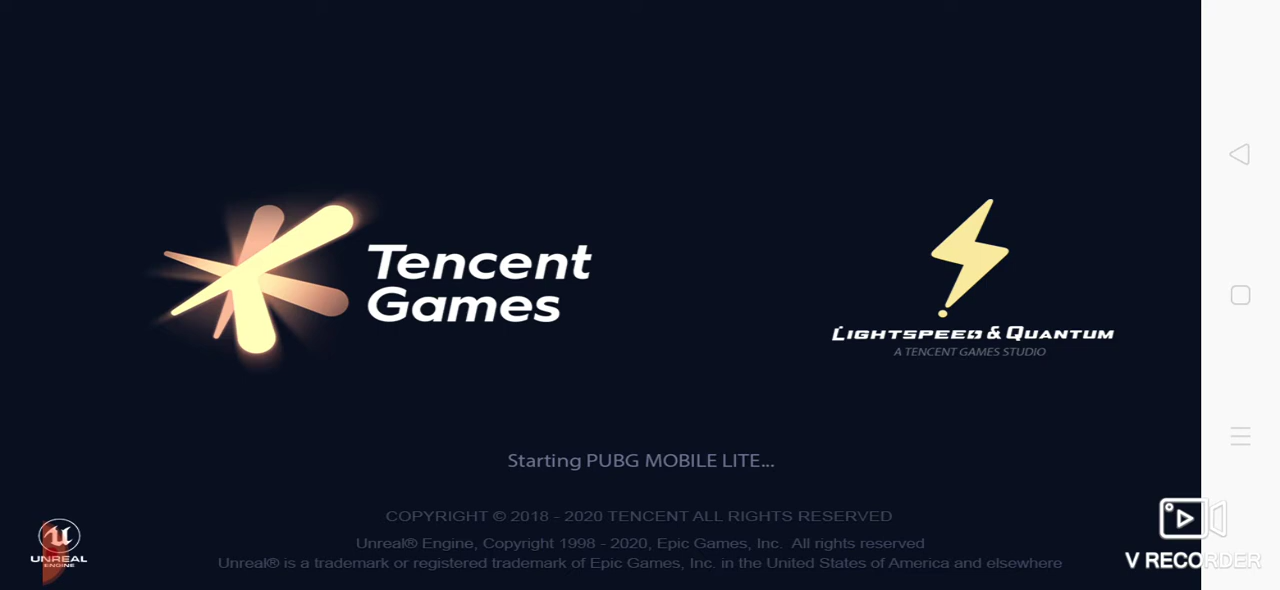 Tencent
Games
LIGHTSPEED & QUANTUM
A TENCENT GAMES STUDIO
Starting PUBG MOBILE LITE...
COPYRIGHT © 2018 - 2020 TENCENT ALL RIGHTS RESERVED
Unreal® Engine, Copyright 1998 - 2020, Epic Games, Inc. All rights reserved
Unreal® is a trademark or registered trademark of Epic Games, Inc. in the United States of America and elsewhere
UNREAL
ENGINE
V RECORDER